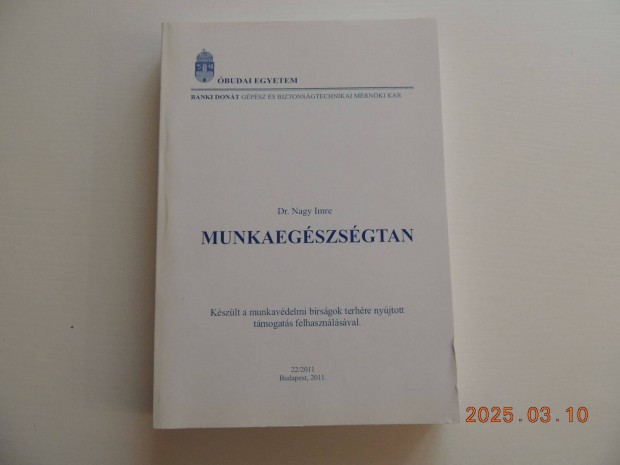 ÓBUDAI EGYETEM
BÁNKI DONÁT GÉPÉSZ ÉS BIZTONSÁGTECHNIKAI MÉRNÖKI KAR
Dr. Nagy Imre
MUNKAEGÉSZSÉGTAN
Készült a munkavédelmi bírságok terhére nyújtott
támogatás felhasználásával.
22/2011
Budapest, 2011.
2025.03.10